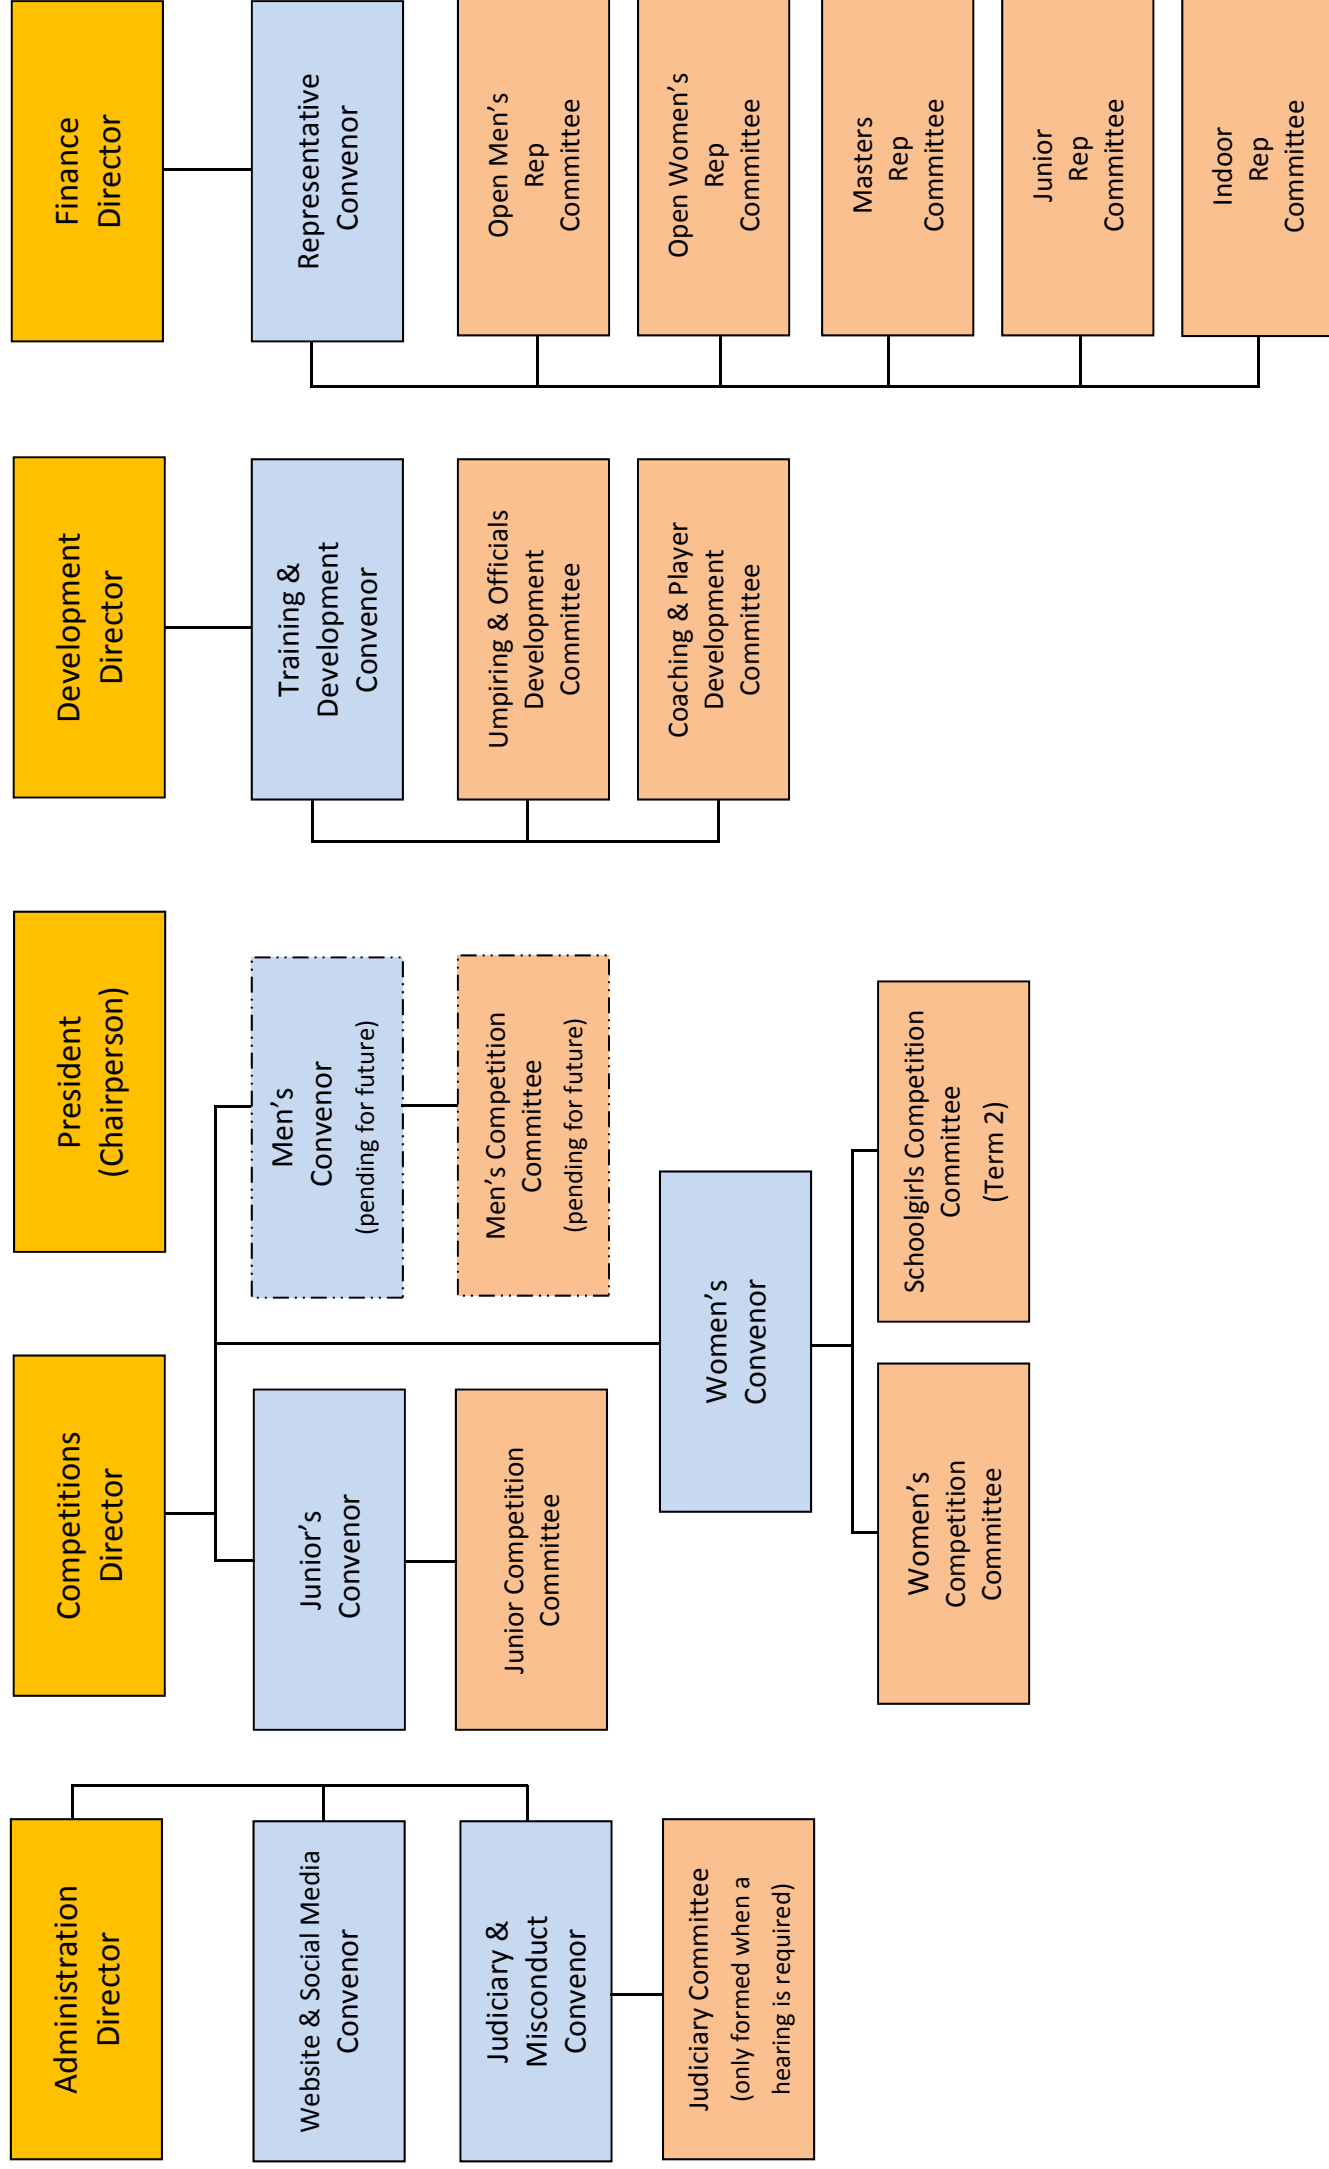 Administration
Director
Competitions
Director
President
(Chairperson)
Development
Director
Finance
Director
Website & Social Media
Convenor
Junior’s
Convenor
Men’s
Convenor
(pending for future)
Training &
Development
Convenor
Representative
Convenor
Judiciary &
Misconduct
Convenor
Junior Competition
Committee
Men’s Competition
Committee
(pending for future)
Umpiring & Officials
Development
Committee
Open Men’s
Rep
Committee
Judiciary Committee
(only formed when a
hearing is required)
Women’s
Convenor
Coaching & Player
Development
Committee
Open Women’s
Rep
Committee
Women’s
Competition
Committee
Schoolgirls Competition
Committee
(Term 2)
Masters
Rep
Committee
Junior
Rep
Committee
Indoor
Rep
Committee